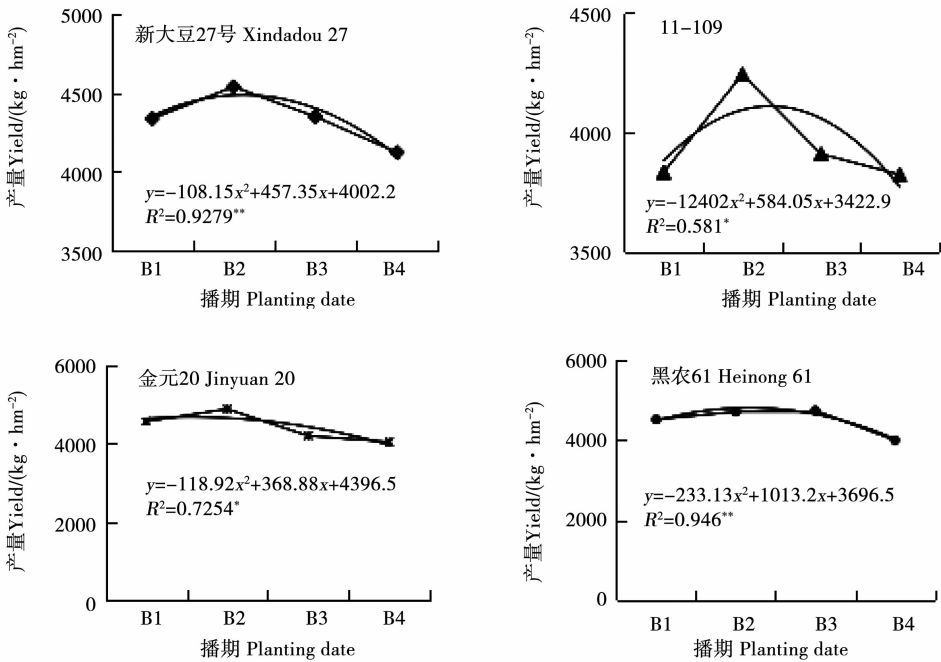 新大豆27号 Xindadou 27
产量Yield/(kg·hm⁻²)
5000
4500
4000
3500
y=-108.15x²+457.35x+4002.2
R²=0.9279**
B1 B2 B3 B4
播期 Planting date
11-109
产量Yield/(kg·hm⁻²)
4500
4000
3500
y=-12402x²+584.05x+3422.9
R²=0.581*
B1 B2 B3 B4
播期 Planting date
金元20 Jinyuan 20
产量Yield/(kg·hm⁻²)
6000
4000
2000
0
y=-118.92x²+368.88x+4396.5
R²=0.7254*
B1 B2 B3 B4
播期 Planting date
黑农61 Heinong 61
产量Yield/(kg·hm⁻²)
6000
4000
2000
0
y=-233.13x²+1013.2x+3696.5
R²=0.946**
B1 B2 B3 B4
播期 Planting date